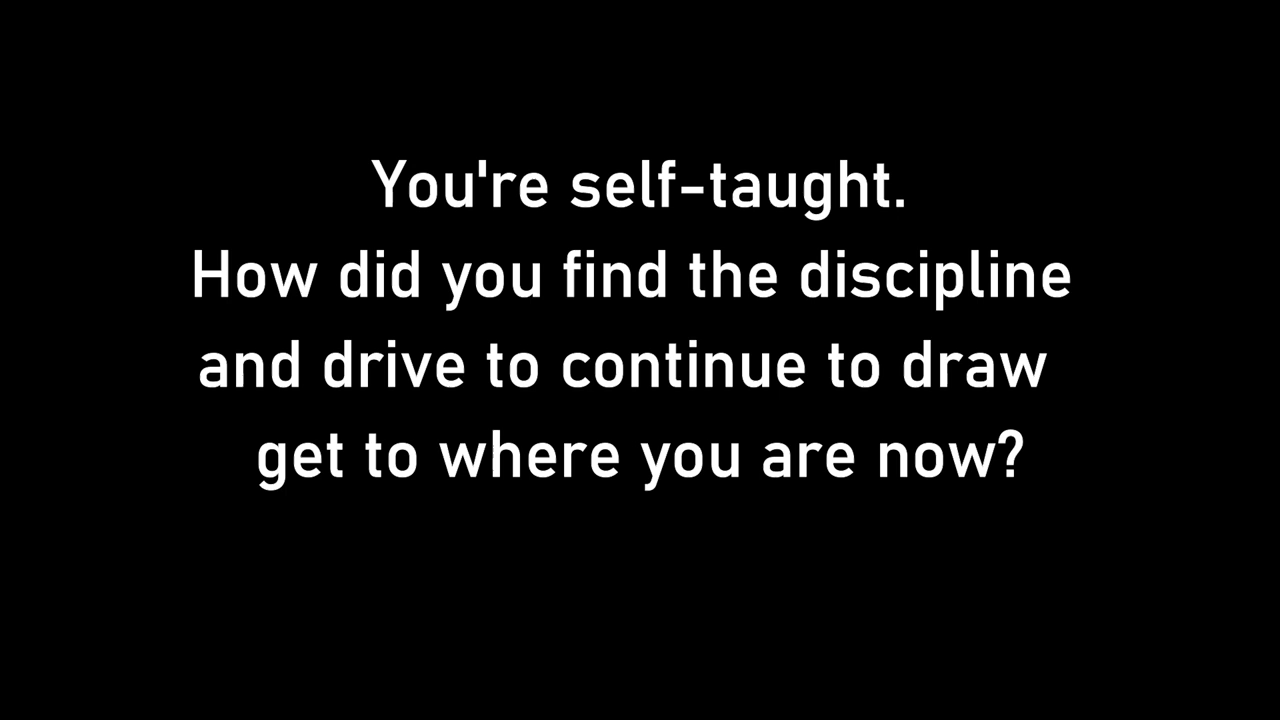 You're self-taught.
How did you find the discipline
and drive to continue to draw
get to where you are now?